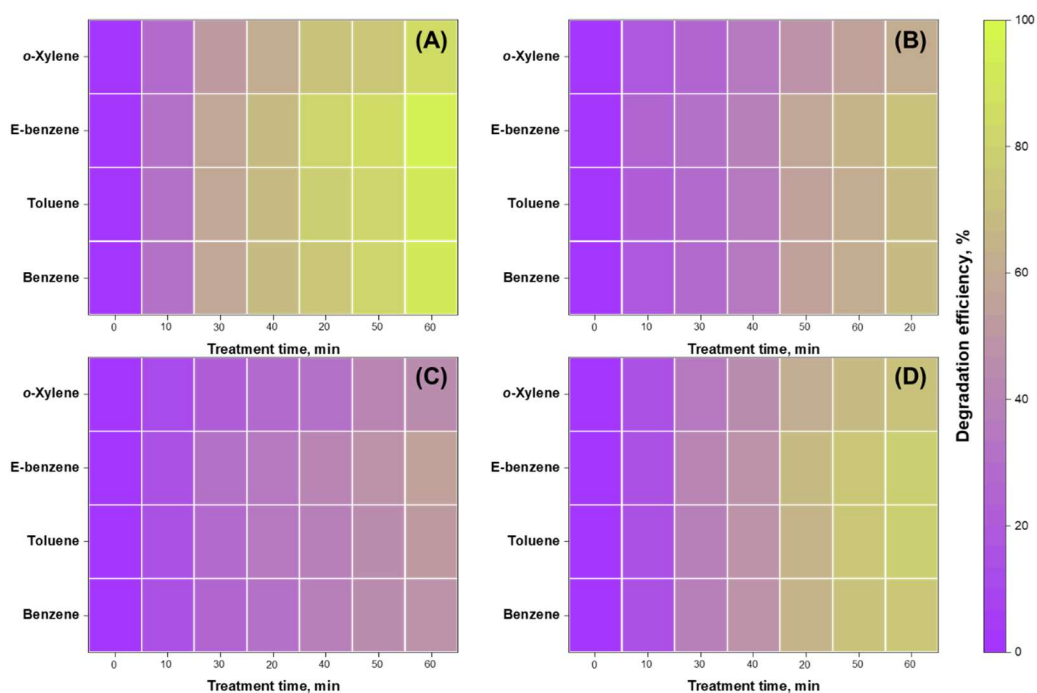 (A)
o-Xylene
E-benzene
Toluene
Benzene
0 10 30 40 20 50 60
Treatment time, min
(B)
o-Xylene
E-benzene
Toluene
Benzene
0 10 30 40 50 60 20
Treatment time, min
(C)
o-Xylene
E-benzene
Toluene
Benzene
0 10 30 20 40 50 60
Treatment time, min
(D)
o-Xylene
E-benzene
Toluene
Benzene
0 10 30 40 50 20 60
Treatment time, min
100
80
60
40
20
0
Degradation efficiency, %